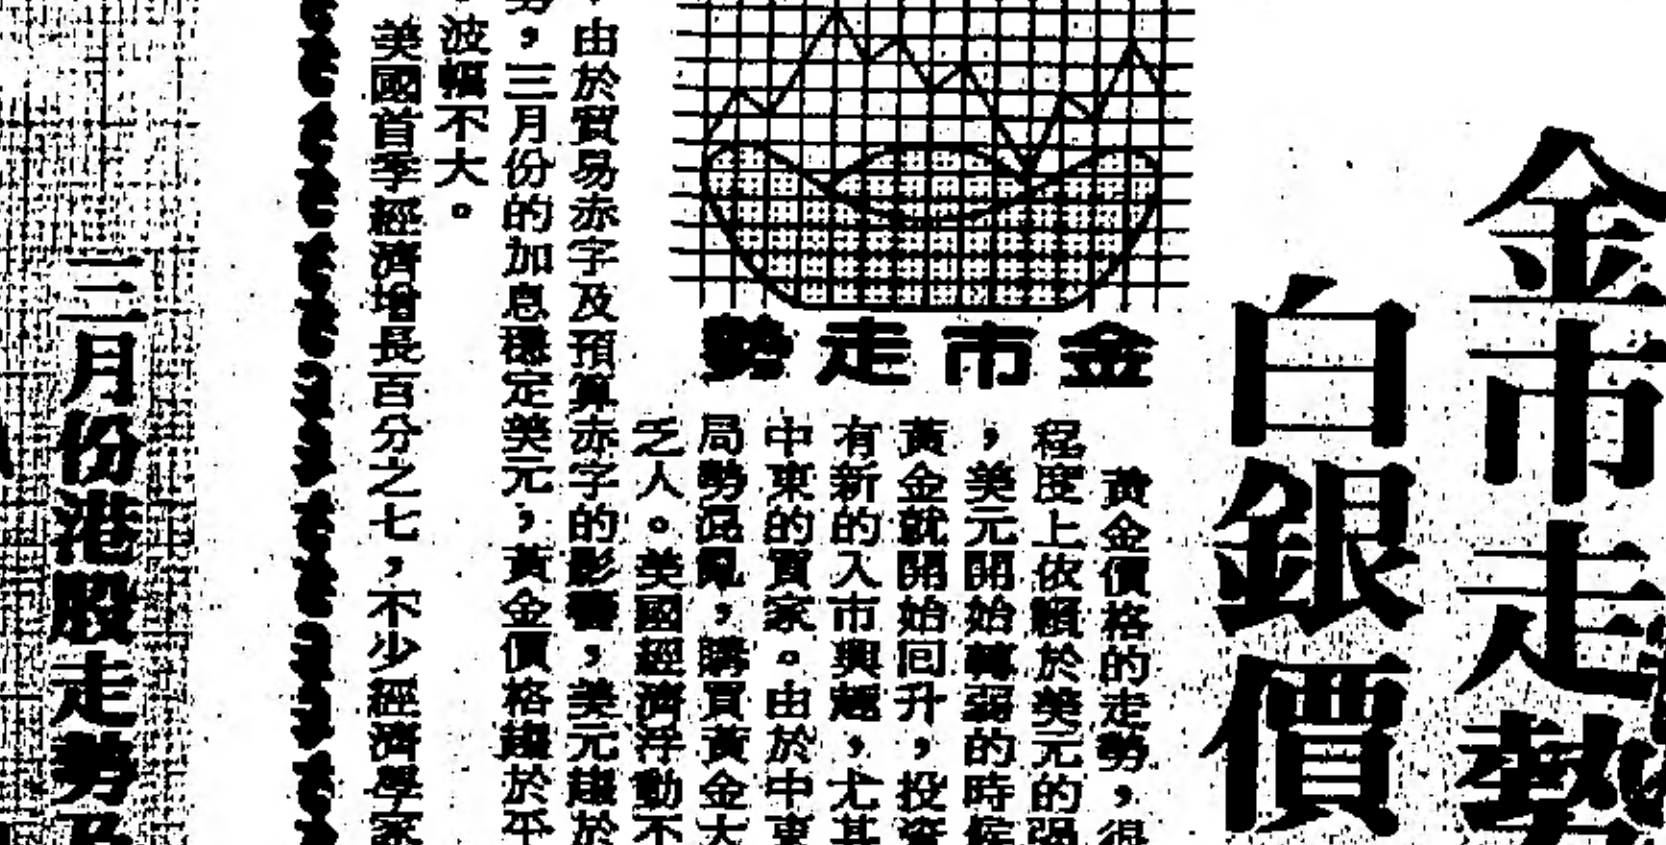 金市走勢
白銀價
金市走勢
黃金價格的走勢，很
程度上依賴於美元的強
，美元開始轉弱的時候
黃金就開始回升，投資
有新的入市興趣，尤其
中東的買家。由於中東
局勢混亂，購買黃金大
乏人。美國經濟浮動不
，由於貿易赤字及預算赤字的影響，美元趨於
，三月份的加息穩定美元，黃金價格趨於平
波幅不大。
美國首季經濟增長百分之七，不少經濟學家
三月份港股走勢及